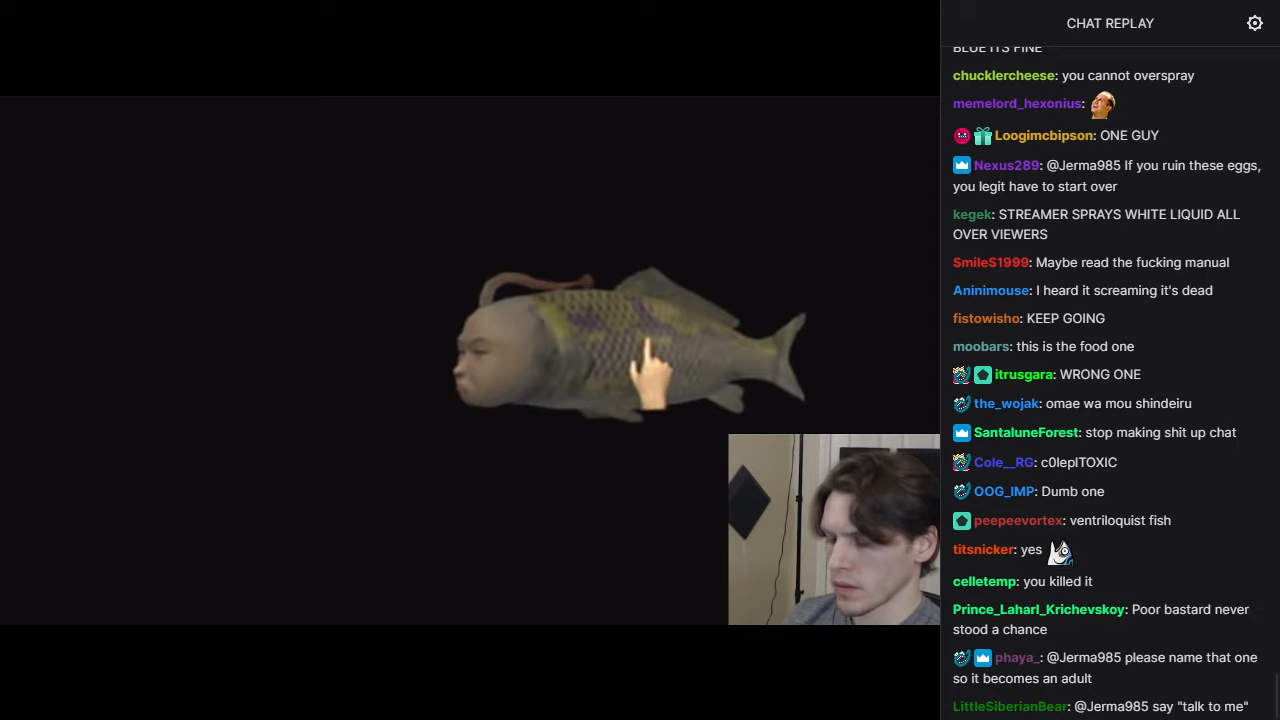 CHAT REPLAY
BLUE ITS FINE
chucklercheese: you cannot overspray
memelord_hexonius:
Loogimcbipson: ONE GUY
Nexus289: @Jerma985 If you ruin these eggs,
you legit have to start over
kegek: STREAMER SPRAYS WHITE LIQUID ALL
OVER VIEWERS
SmileS1999: Maybe read the fucking manual
Aninimouse: I heard it screaming it's dead
fistowisho: KEEP GOING
moobars: this is the food one
itrusgara: WRONG ONE
the_wojak: omae wa mou shindeiru
SantaluneForest: stop making shit up chat
Cole__RG: c0leplTOXIC
OOG_IMP: Dumb one
peepeevortex: ventriloquist fish
titsnicker: yes
celletemp: you killed it
Prince_Laharl_Krichevskoy: Poor bastard never
stood a chance
phaya_: @Jerma985 please name that one
so it becomes an adult
LittleSiberianBear: @Jerma985 say "talk to me"